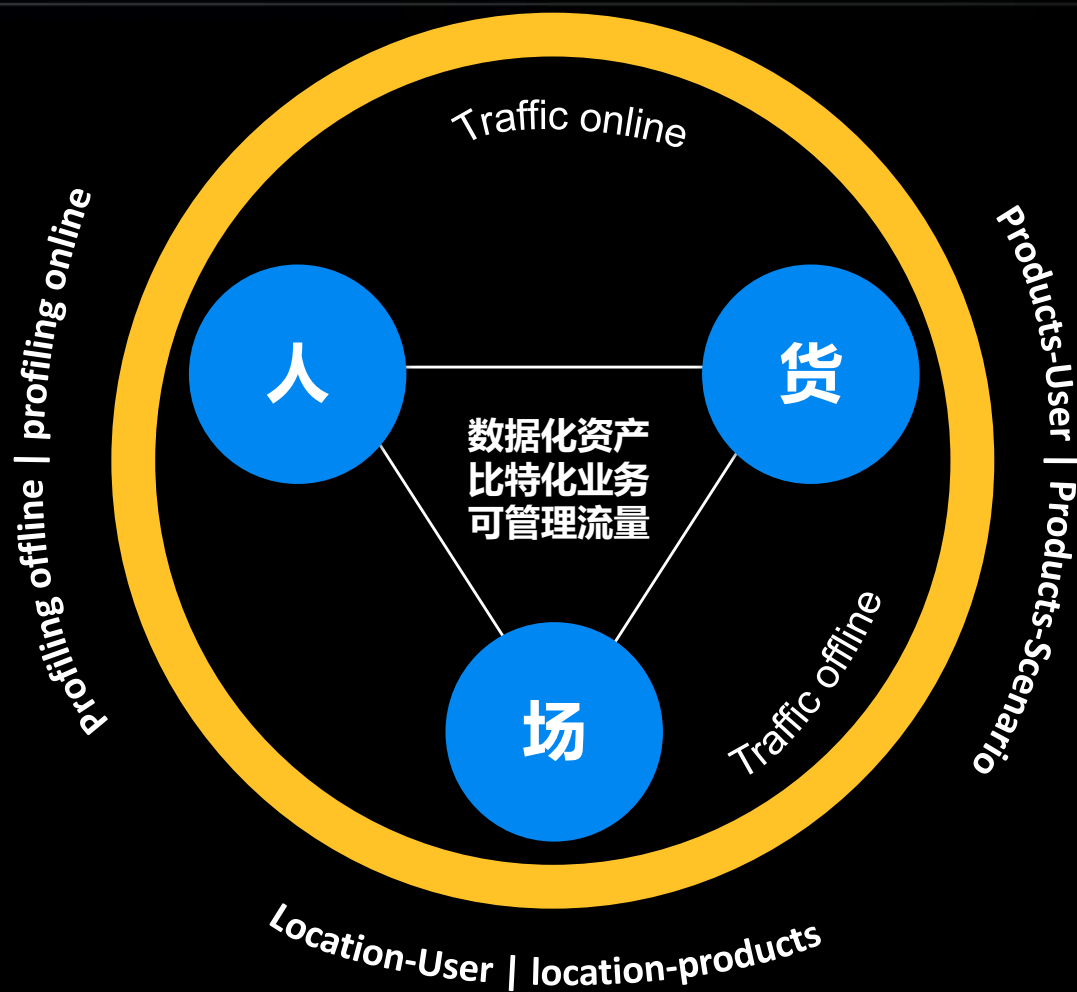 Traffic online
Profiling offline | profiling online
Products-User | Products-Scenario
人
货
数据化资产
比特化业务
可管理流量
场
Traffic offline
Location-User | location-products